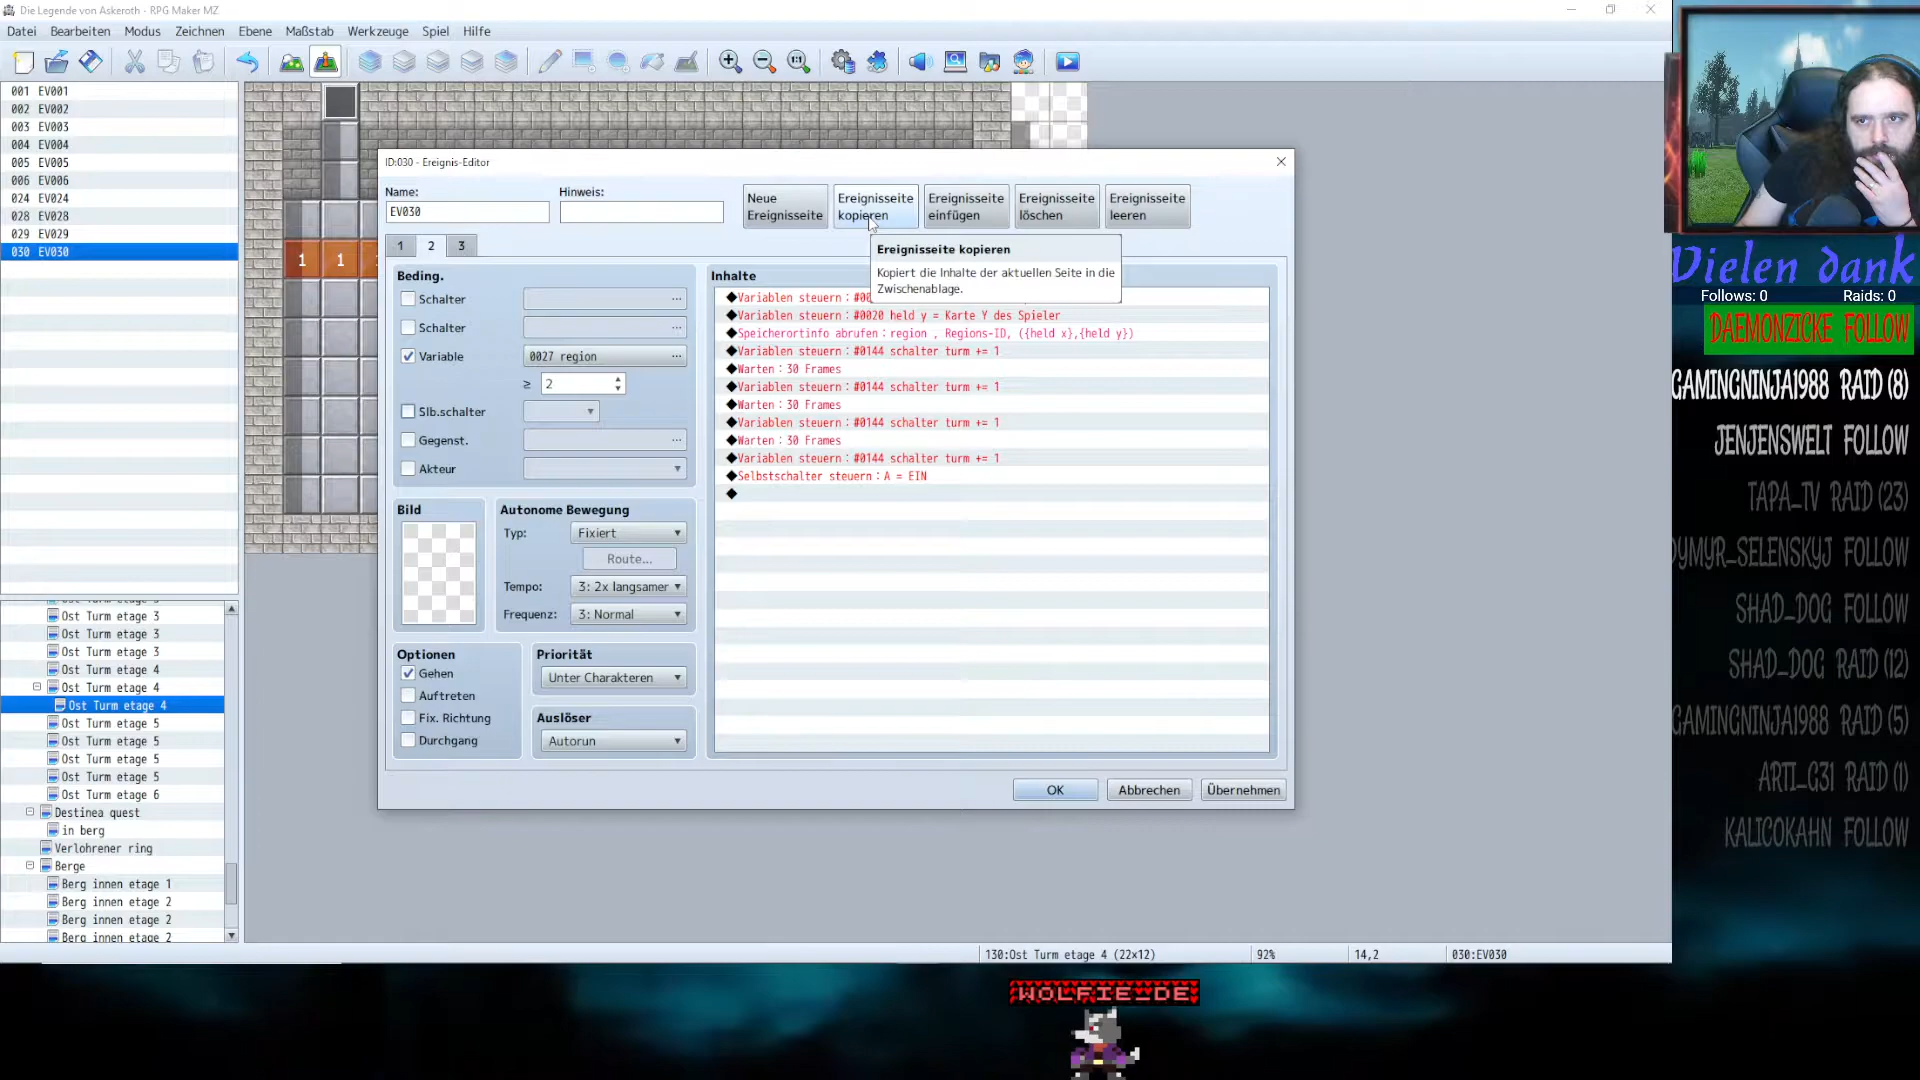 Die Legende von Askeroth - RPG Maker MZ
Datei Bearbeiten Modus Zeichnen Ebene Maßstab Werkzeuge Spiel Hilfe
001 EV001
002 EV002
003 EV003
004 EV004
005 EV005
006 EV006
024 EV024
028 EV028
029 EV029
030 EV030
1 1 1
ID:030 - Ereignis-Editor
Name:
EV030
Hinweis:
Neue Ereignisseite
Ereignisseite kopieren
Ereignisseite einfügen
Ereignisseite löschen
Ereignisseite leeren
Ereignisseite kopieren
Kopiert die Inhalte der aktuellen Seite in die
Zwischenablage.
1 2 3
Beding.
Schalter
Schalter
Variable 0027 region
≥ 2
Slb.schalter
Gegenst.
Akteur
Bild
Autonome Bewegung
Typ: Fixiert
Route...
Tempo: 3: 2x langsamer
Frequenz: 3: Normal
Optionen
Gehen
Auftreten
Fix. Richtung
Durchgang
Priorität
Unter Charakteren
Auslöser
Autorun
Inhalte
◆Variablen steuern：#00
◆Variablen steuern：#0020 held y = Karte Y des Spieler
◆Speicherortinfo abrufen：region , Regions-ID, ({held x},{held y})
◆Variablen steuern：#0144 schalter turm += 1
◆Warten：30 Frames
◆Variablen steuern：#0144 schalter turm += 1
◆Warten：30 Frames
◆Variablen steuern：#0144 schalter turm += 1
◆Warten：30 Frames
◆Variablen steuern：#0144 schalter turm += 1
◆Selbstschalter steuern：A = EIN
◆
OK Abbrechen Übernehmen
Ost Turm etage 3
Ost Turm etage 3
Ost Turm etage 3
Ost Turm etage 4
Ost Turm etage 4
Ost Turm etage 4
Ost Turm etage 5
Ost Turm etage 5
Ost Turm etage 5
Ost Turm etage 5
Ost Turm etage 6
Destinea quest
in berg
Verlohrener ring
Berge
Berg innen etage 1
Berg innen etage 2
Berg innen etage 2
Berg innen etage 2
130:Ost Turm etage 4 (22×12) 92% 14,2 030:EV030
Vielen dank
Follows: 0 Raids: 0
DAEMONZICKE FOLLOW
GAMINGNINJA1988 RAID (8)
JENJENSWELT FOLLOW
TAPA_TV RAID (23)
DYMYR_SELENSKYJ FOLLOW
SHAD_DOG FOLLOW
SHAD_DOG RAID (12)
GAMINGNINJA1988 RAID (5)
ARTI_G31 RAID (1)
KALICOKAHN FOLLOW
WOLFIE_DE